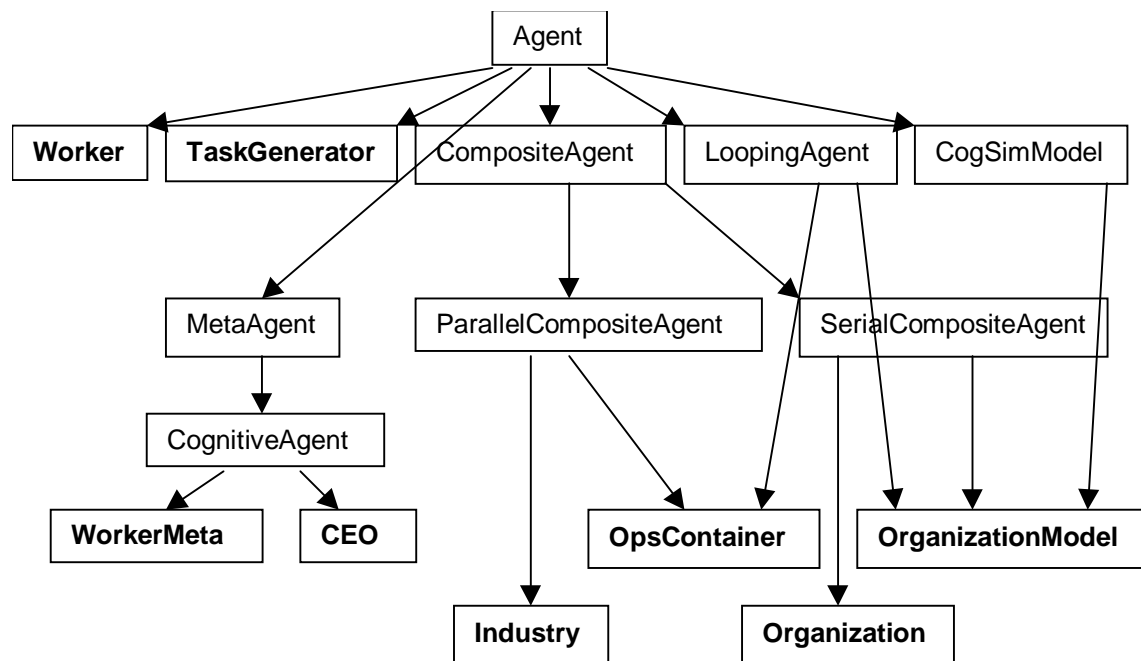 Agent
Worker
TaskGenerator
CompositeAgent
LoopingAgent
CogSimModel
MetaAgent
ParallelCompositeAgent
SerialCompositeAgent
CognitiveAgent
WorkerMeta
CEO
OpsContainer
OrganizationModel
Industry
Organization